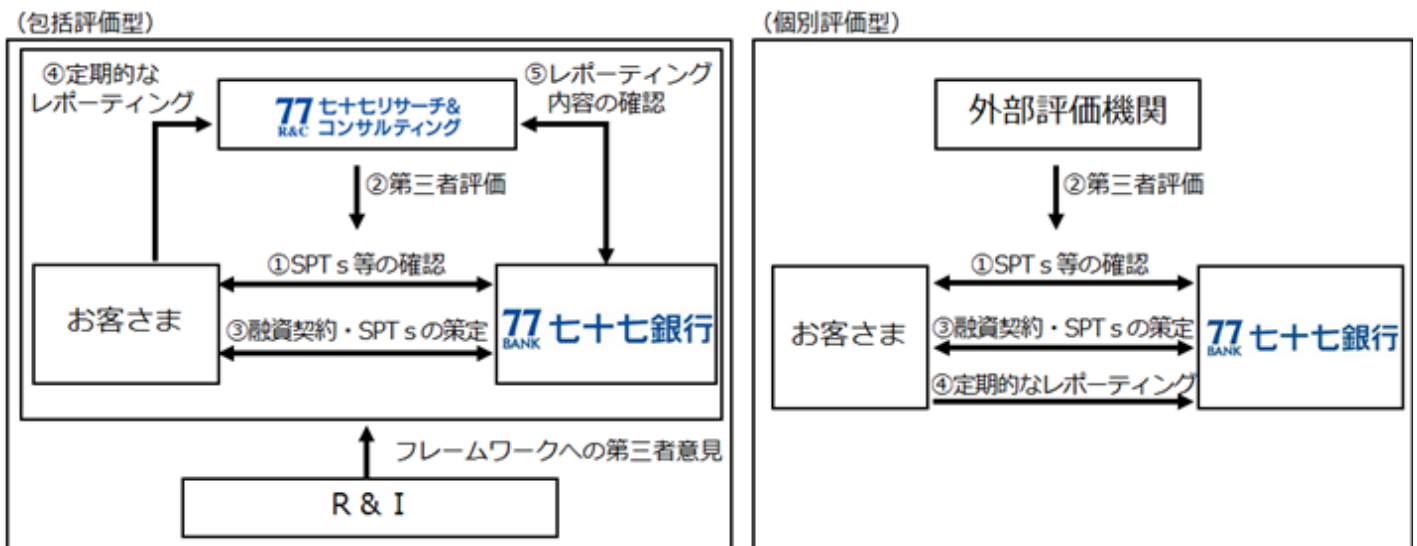 （包括評価型）
④定期的な
レポーティング
⑤レポーティング
内容の確認
77 R&C 七十七リサーチ&
コンサルティング
②第三者評価
①SPTｓ等の確認
お客さま
③融資契約・SPTｓの策定
77 BANK 七十七銀行
フレームワークへの第三者意見
Ｒ＆Ｉ
（個別評価型）
外部評価機関
②第三者評価
①SPTｓ等の確認
お客さま
③融資契約・SPTｓの策定
77 BANK 七十七銀行
④定期的なレポーティング